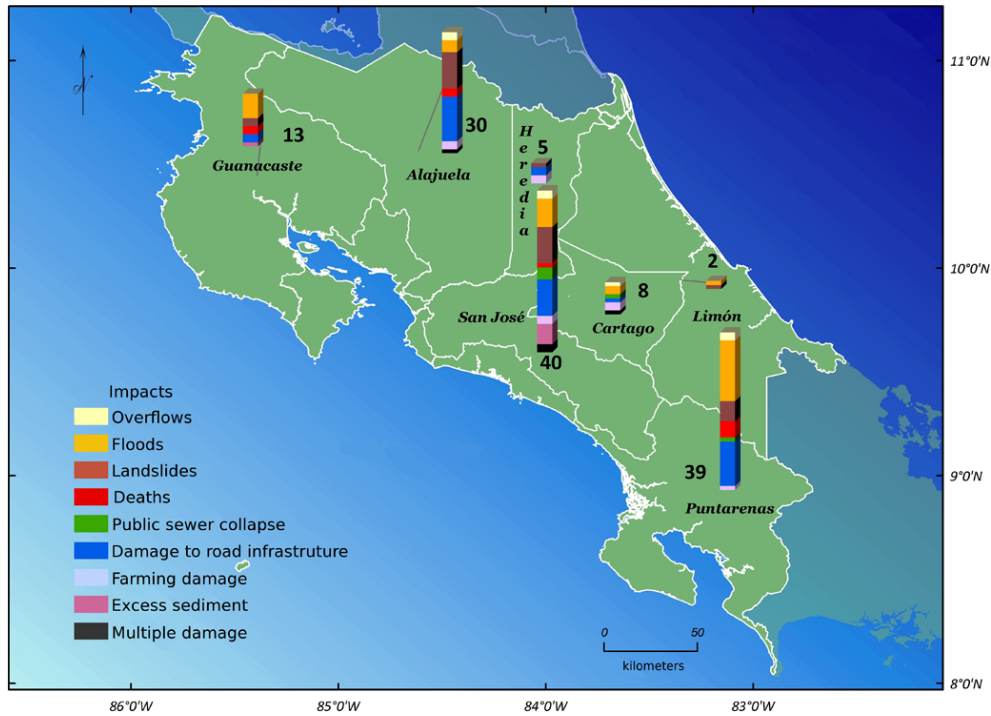 11°0'N
N
30
13
Guanacaste
Alajuela
Heredia
5
10°0'N
2
8
San José
Cartago
Limón
40
Impacts
Overflows
Floods
Landslides
Deaths
Public sewer collapse
Damage to road infrastruture
Farming damage
Excess sediment
Multiple damage
39
9°0'N
Puntarenas
0 50
kilometers
8°0'N
86°0'W 85°0'W 84°0'W 83°0'W